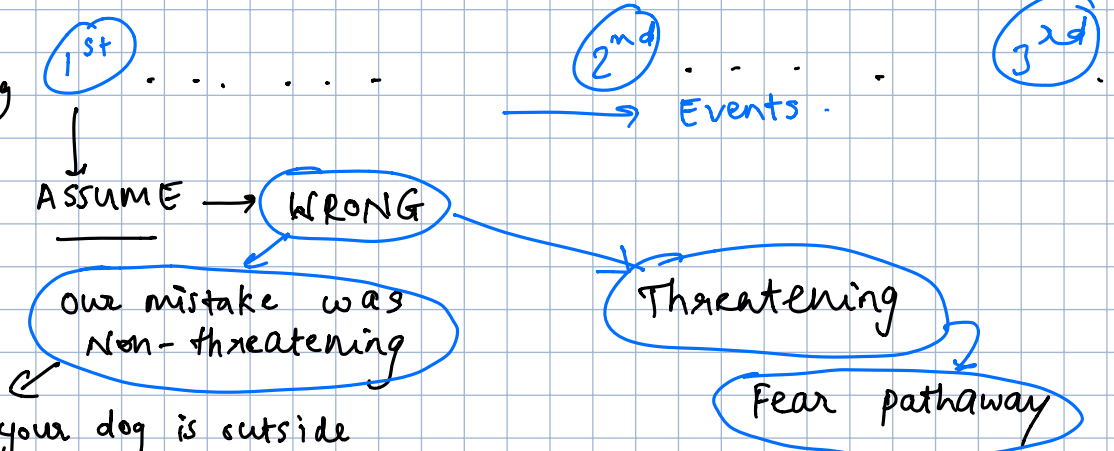 1st 2nd 3rd
→ Events
ASSUME → WRONG
our mistake was
Non-threatening
Threatening
Fear pathaway
your dog is outside